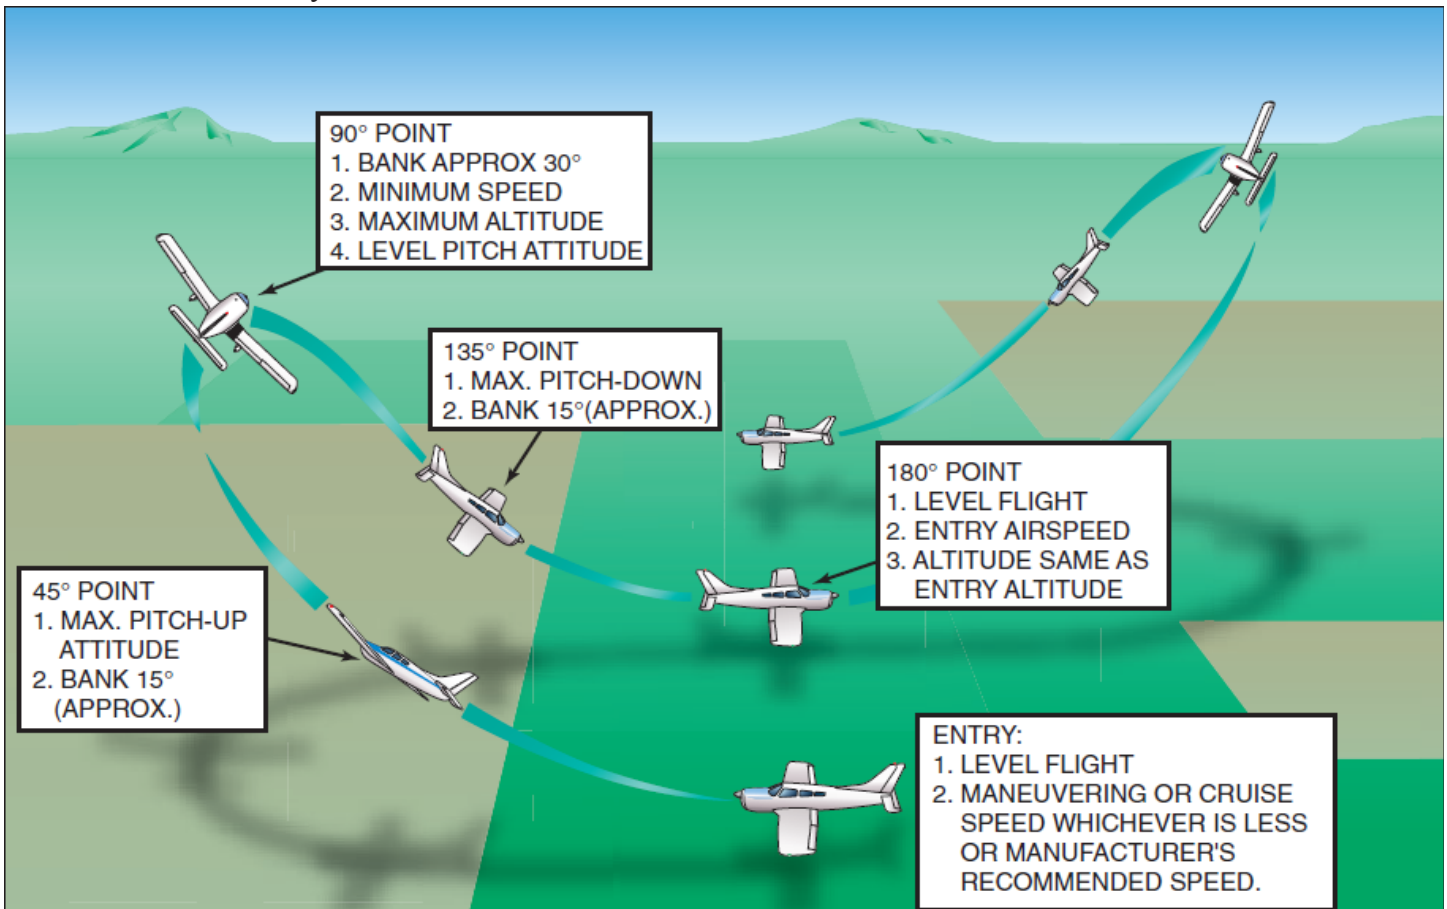 90° POINT
1. BANK APPROX 30°
2. MINIMUM SPEED
3. MAXIMUM ALTITUDE
4. LEVEL PITCH ATTITUDE
135° POINT
1. MAX. PITCH-DOWN
2. BANK 15°(APPROX.)
180° POINT
1. LEVEL FLIGHT
2. ENTRY AIRSPEED
3. ALTITUDE SAME AS
ENTRY ALTITUDE
45° POINT
1. MAX. PITCH-UP
ATTITUDE
2. BANK 15°
(APPROX.)
ENTRY:
1. LEVEL FLIGHT
2. MANEUVERING OR CRUISE
SPEED WHICHEVER IS LESS
OR MANUFACTURER'S
RECOMMENDED SPEED.